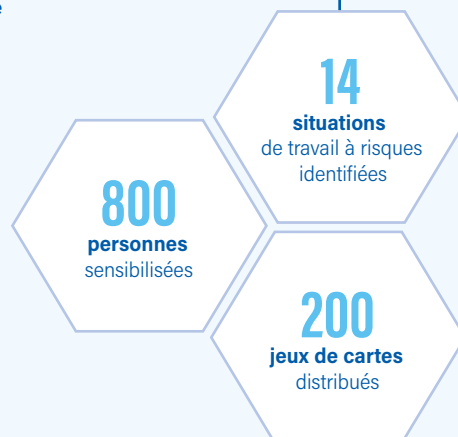 14
situations
de travail à risques
identifiées
800
personnes
sensibilisées
200
jeux de cartes
distribués